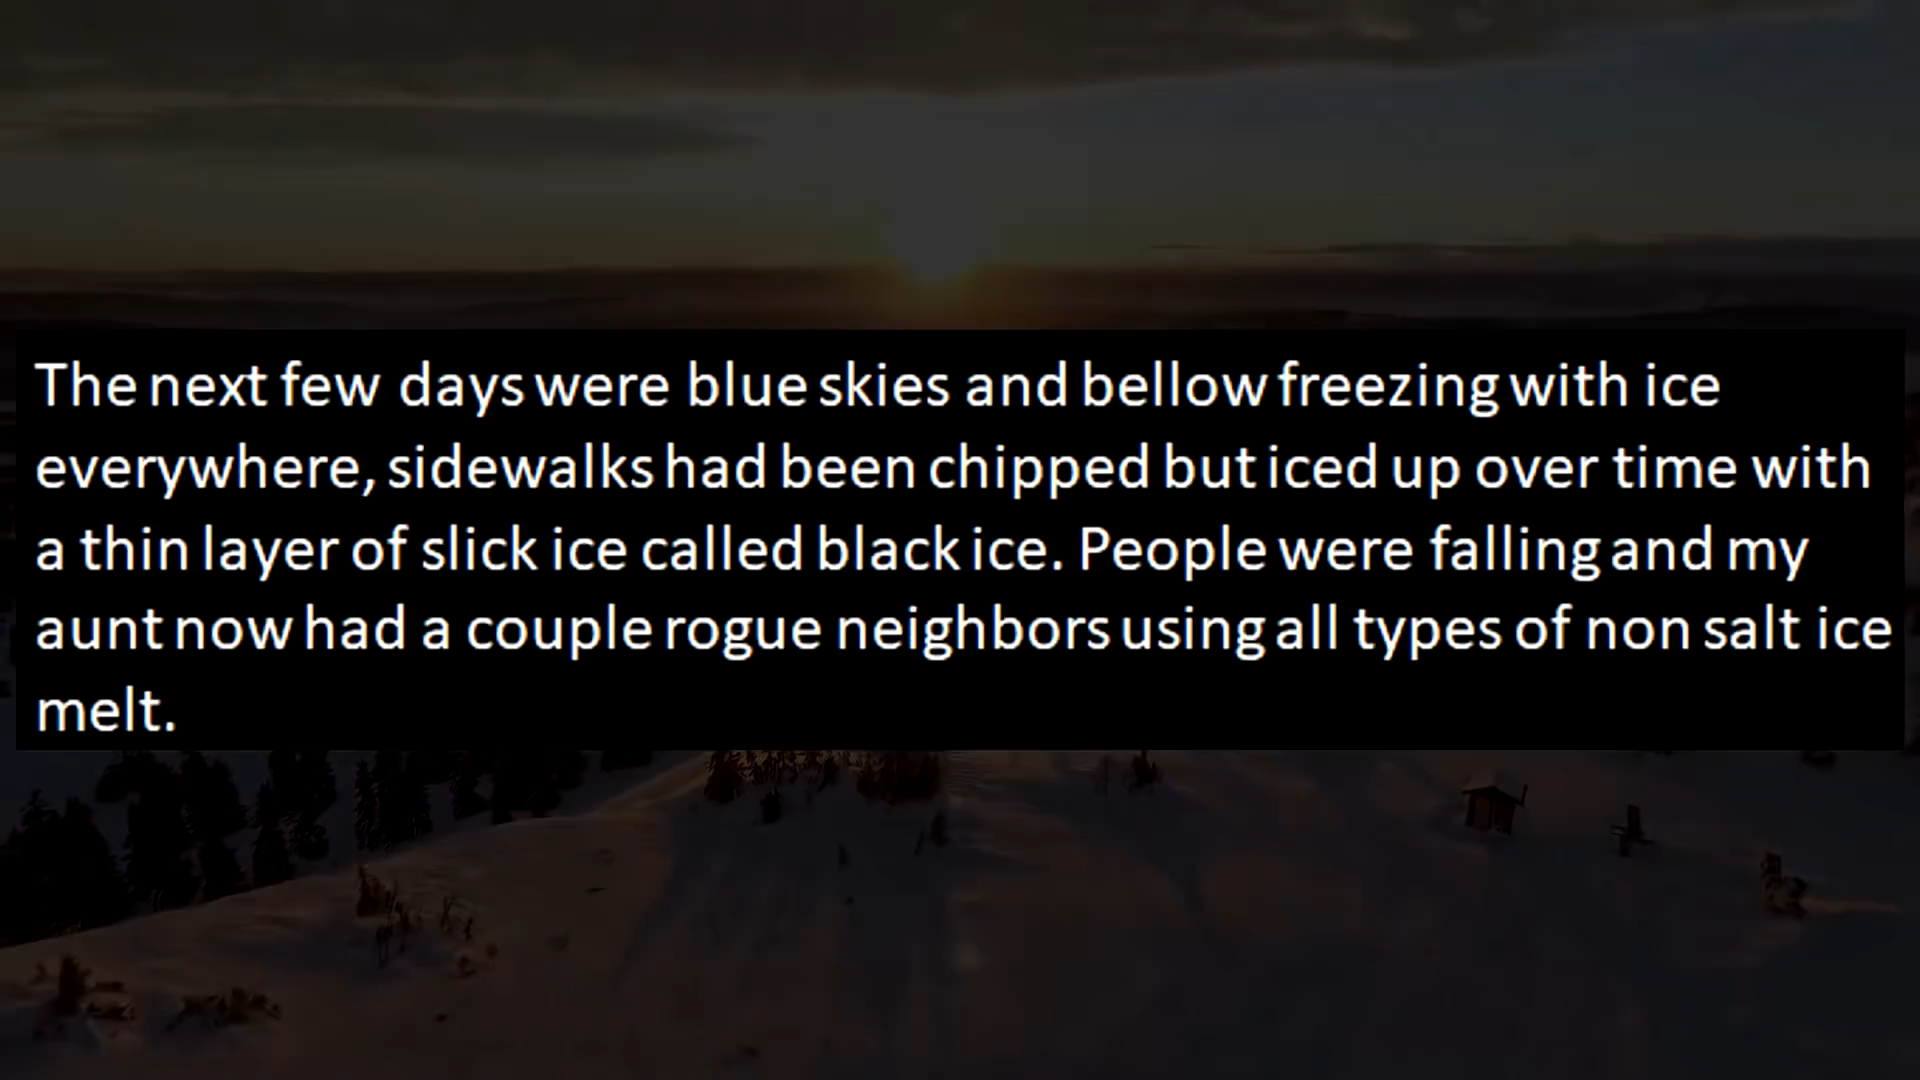 The next few days were blue skies and bellow freezing with ice
everywhere, sidewalks had been chipped but iced up over time with
a thin layer of slick ice called black ice. People were falling and my
aunt now had a couple rogue neighbors using all types of non salt ice
melt.